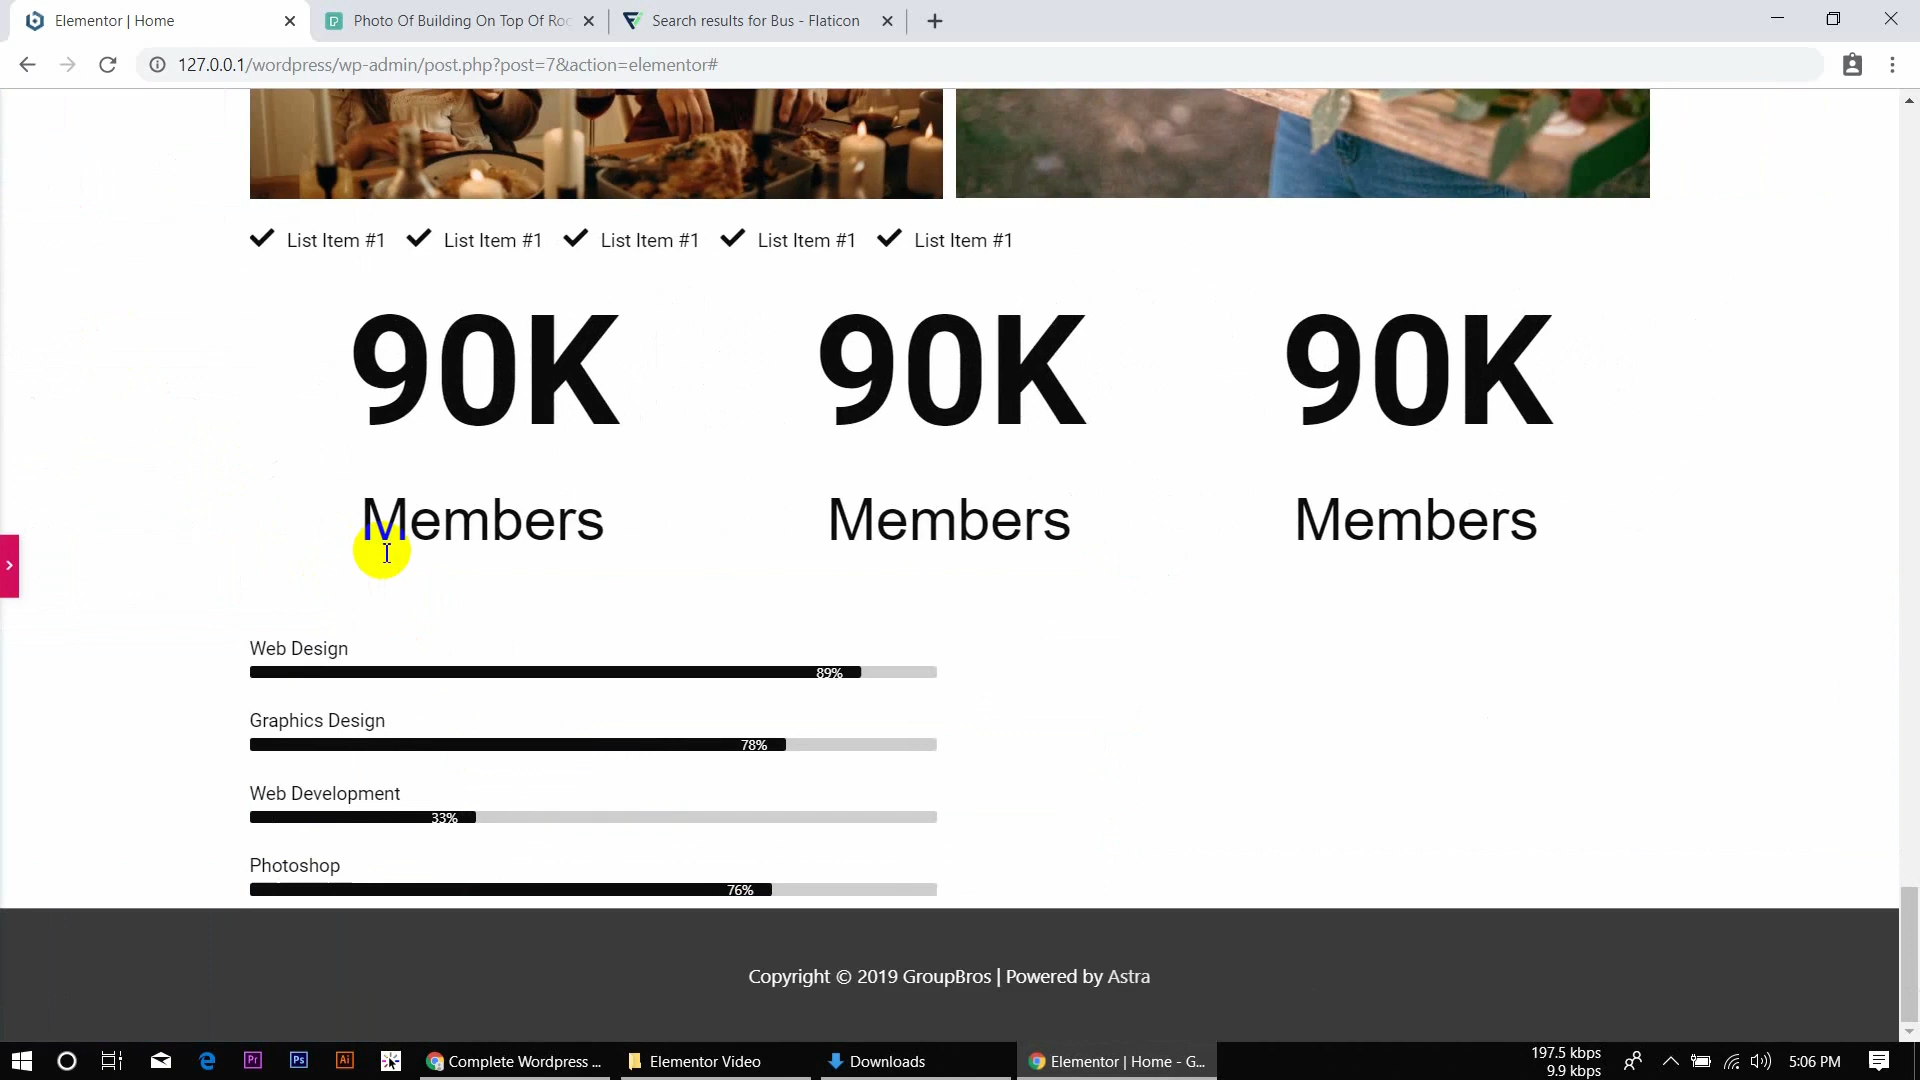 Elementor | Home
Photo Of Building On Top Of Roc
Search results for Bus - Flaticon
127.0.0.1/wordpress/wp-admin/post.php?post=7&action=elementor#
List Item #1 List Item #1 List Item #1 List Item #1 List Item #1
90K 90K 90K
Members Members Members
Web Design
89%
Graphics Design
78%
Web Development
33%
Photoshop
76%
Copyright © 2019 GroupBros | Powered by Astra
Pr Ps Ai Complete Wordpress ... Elementor Video Downloads Elementor | Home - G... 197.5 kbps 5:06 PM
9.9 kbps